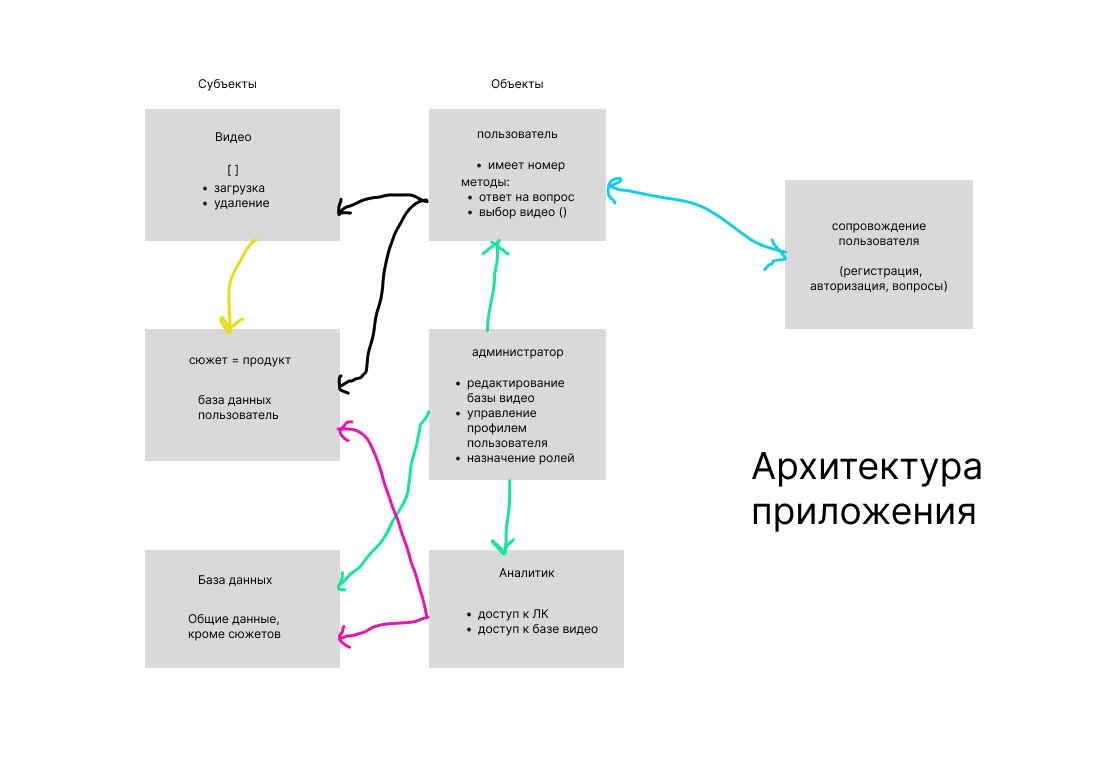 Субъекты
Объекты
Видео
[ ]
• загрузка
• удаление
пользователь
• имеет номер
методы:
• ответ на вопрос
• выбор видео ()
сопровождение
пользователя
(регистрация,
авторизация, вопросы)
сюжет = продукт
база данных
пользователь
администратор
• редактирование
базы видео
• управление
профилем
пользователя
• назначение ролей
Архитектура
приложения
База данных
Общие данные,
кроме сюжетов
Аналитик
• доступ к ЛК
• доступ к базе видео